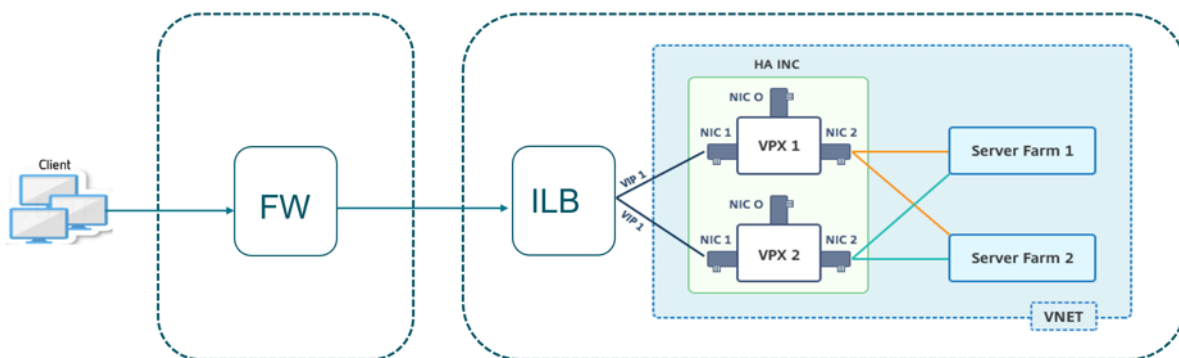 HA INC
NIC O
NIC 1
VPX 1
NIC 2
Server Farm 1
Client
FW
ILB
VIP 1
VIP 1
NIC O
NIC 1
VPX 2
NIC 2
Server Farm 2
VNET